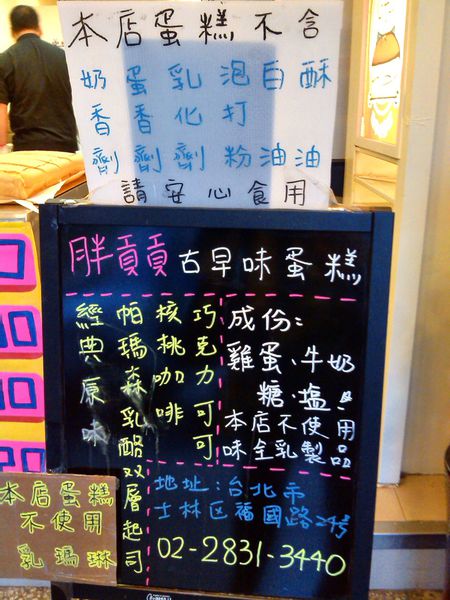 本店蛋糕不含
奶香劑
蛋香劑
乳化劑
泡打粉
白油
酥油
請安心食用
胖貢貢古早味蛋糕
巧克力可可
核桃咖啡
帕瑪森乳酪双層起司
經典原味
成份:
雞蛋、牛奶
糖、塩
本店不使用
味全乳製品
地址:台北市
士林区福國路24號
02-2831-3440
本店蛋糕
不使用
乳瑪琳